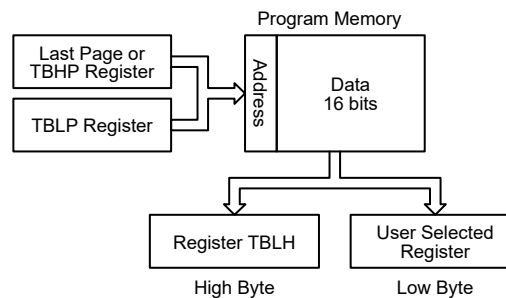 Program Memory
Last Page or
TBHP Register
TBLP Register
Address
Data
16 bits
Register TBLH
User Selected
Register
High Byte
Low Byte